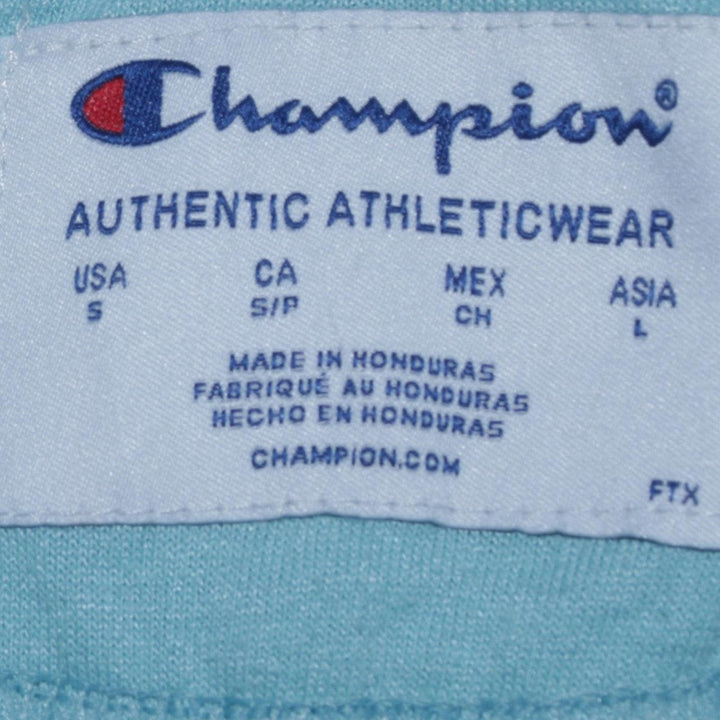 Champion®
AUTHENTIC ATHLETICWEAR
USA CA MEX ASIA
S S/P CH L
MADE IN HONDURAS
FABRIQUÉ AU HONDURAS
HECHO EN HONDURAS
CHAMPION.COM
FTX